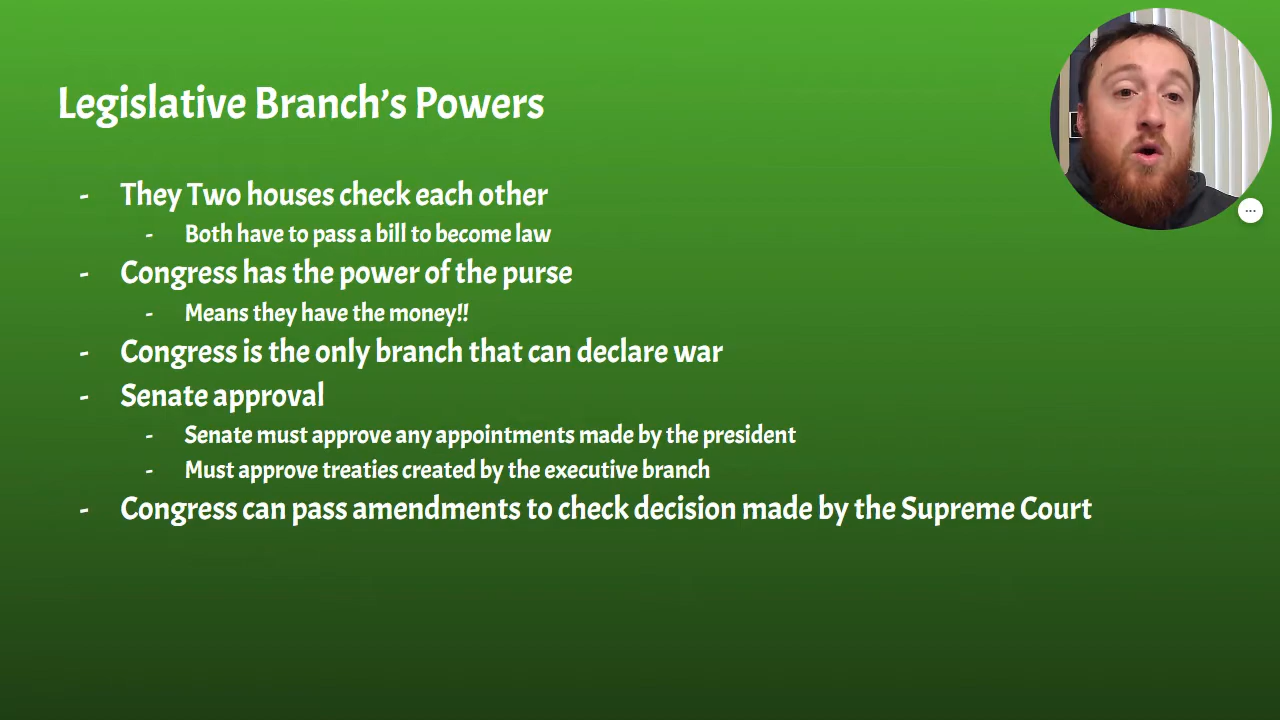 Legislative Branch’s Powers
- They Two houses check each other
- Both have to pass a bill to become law
- Congress has the power of the purse
- Means they have the money!!
- Congress is the only branch that can declare war
- Senate approval
- Senate must approve any appointments made by the president
- Must approve treaties created by the executive branch
- Congress can pass amendments to check decision made by the Supreme Court